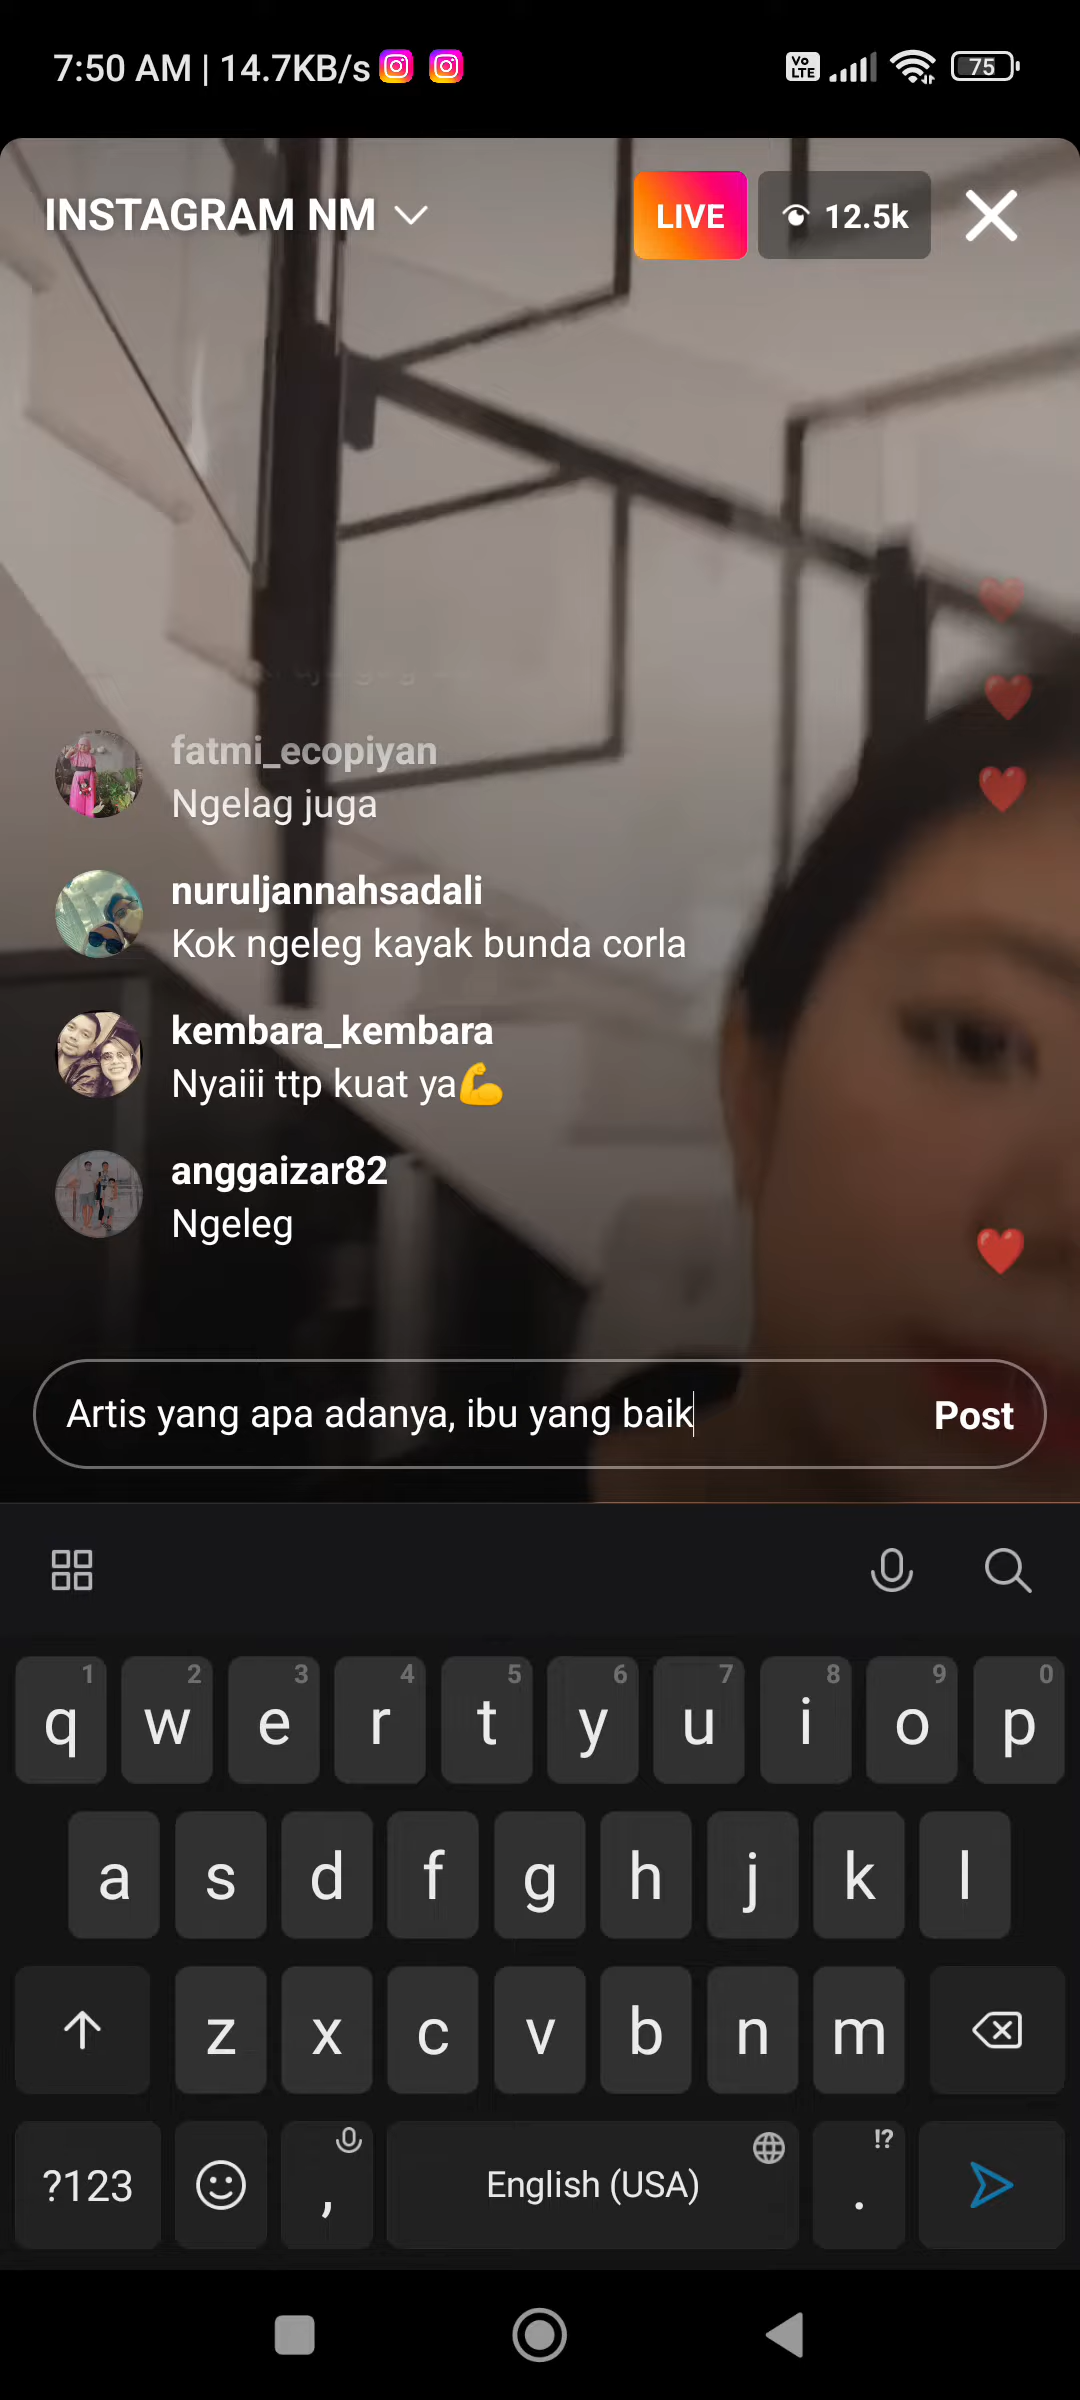 7:50 AM | 14.7KB/s
Vo LTE
75
INSTAGRAM NM
LIVE
12.5k
fatmi_ecopiyan
Ngelag juga
nuruljannahsadali
Kok ngeleg kayak bunda corla
kembara_kembara
Nyaiii ttp kuat ya💪
anggaizar82
Ngeleg
Artis yang apa adanya, ibu yang baik
Post
1 2 3 4 5 6 7 8 9 0
q w e r t y u i o p
a s d f g h j k l
z x c v b n m
!?
?123 , English (USA) .